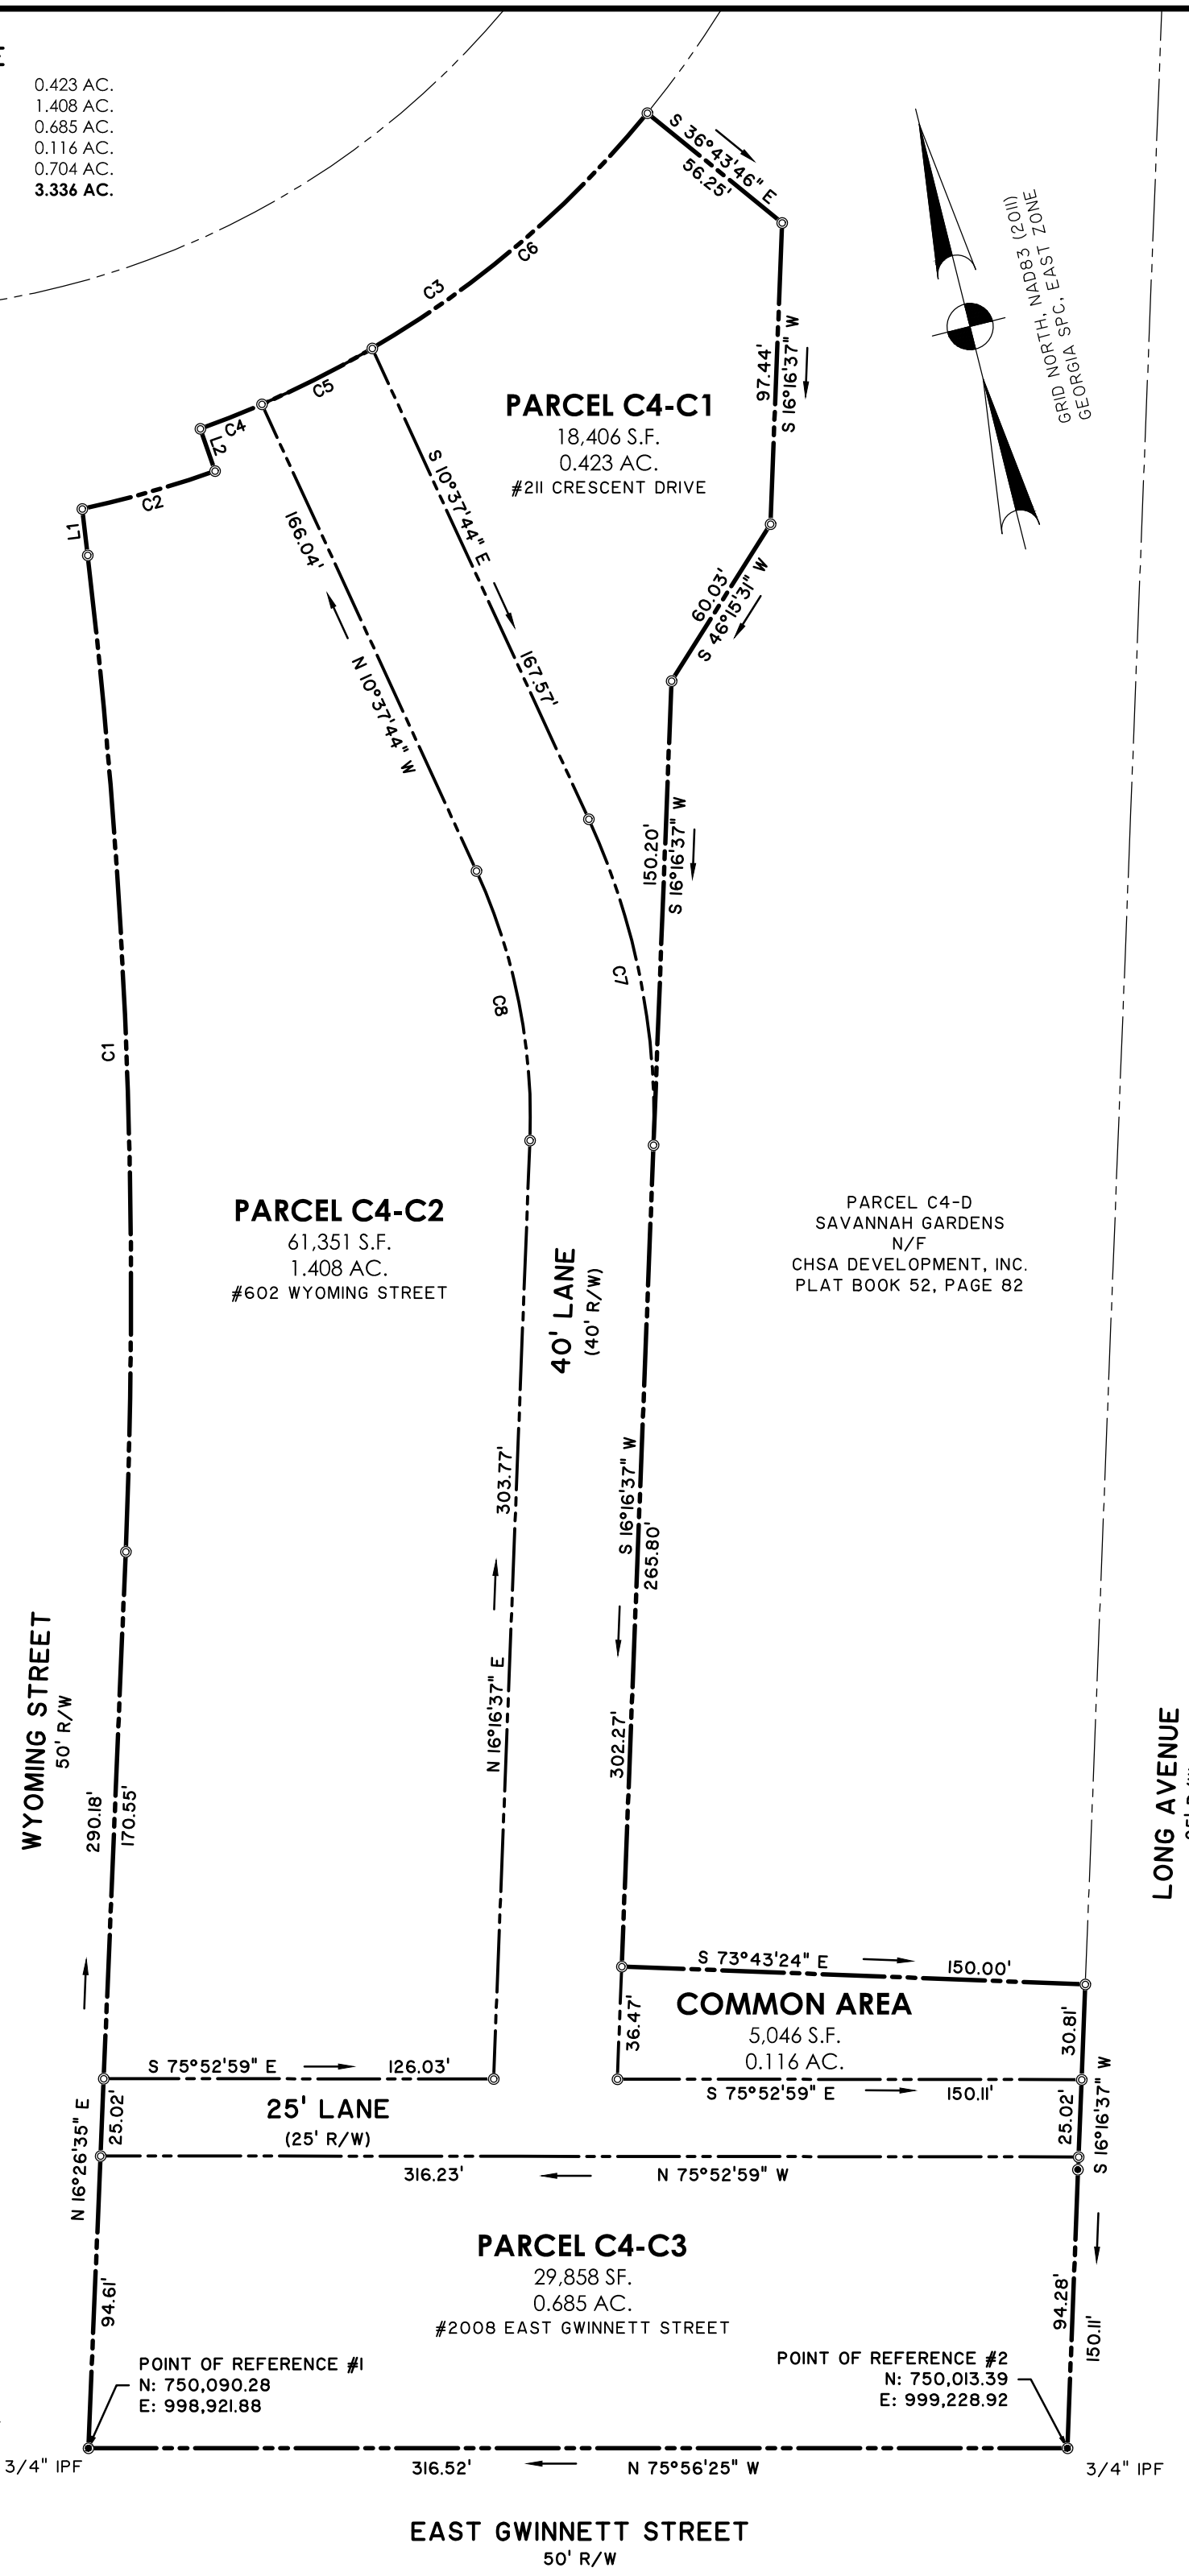 E
0.423 AC.
1.408 AC.
0.685 AC.
0.116 AC.
0.704 AC.
3.336 AC.
S 36°43'46" E
56.25'
GRID NORTH, NAD83 (2011)
GEORGIA SPC, EAST ZONE
C6
C3
C5
C4
L2
C2
L1
97.44'
S 16°16'37" W
PARCEL C4-C1
18,406 S.F.
0.423 AC.
#211 CRESCENT DRIVE
S 10°37'44" E
167.57'
166.04'
N 10°37'44" W
60.03'
S 46°15'31" W
150.20'
S 16°16'37" W
C7
C8
C1
PARCEL C4-C2
61,351 S.F.
1.408 AC.
#602 WYOMING STREET
PARCEL C4-D
SAVANNAH GARDENS
N/F
CHSA DEVELOPMENT, INC.
PLAT BOOK 52, PAGE 82
40' LANE
(40' R/W)
303.77'
N 16°16'37" E
S 16°16'37" W
265.80'
302.27'
WYOMING STREET
50' R/W
290.18'
170.55'
LONG AVENUE
S 73°43'24" E
150.00'
COMMON AREA
5,046 S.F.
0.116 AC.
36.47'
30.81'
S 75°52'59" E
126.03'
S 75°52'59" E
150.11'
25' LANE
(25' R/W)
N 16°26'35" E
25.02'
25.02'
S 16°16'37" W
316.23'
N 75°52'59" W
PARCEL C4-C3
29,858 SF.
0.685 AC.
#2008 EAST GWINNETT STREET
94.61'
94.28'
150.11'
POINT OF REFERENCE #1
N: 750,090.28
E: 998,921.88
POINT OF REFERENCE #2
N: 750,013.39
E: 999,228.92
3/4" IPF
316.52'
N 75°56'25" W
3/4" IPF
EAST GWINNETT STREET
50' R/W